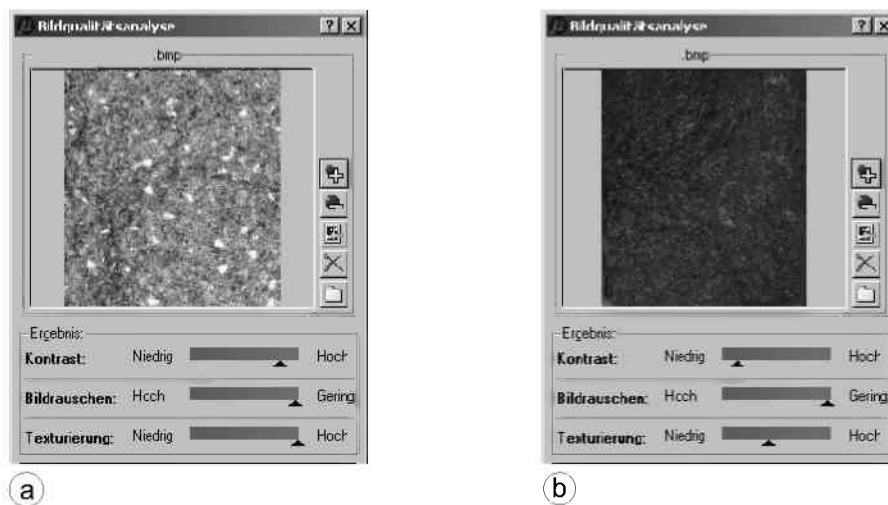 Bildqualitätsanalyse
.bmp
Ergebnis:
Kontrast: Niedrig Hoch
Bildrauschen: Hoch Gering
Texturierung: Niedrig Hoch
a
Bildqualitätsanalyse
.bmp
Ergebnis:
Kontrast: Niedrig Hoch
Bildrauschen: Hoch Gering
Texturierung: Niedrig Hoch
b